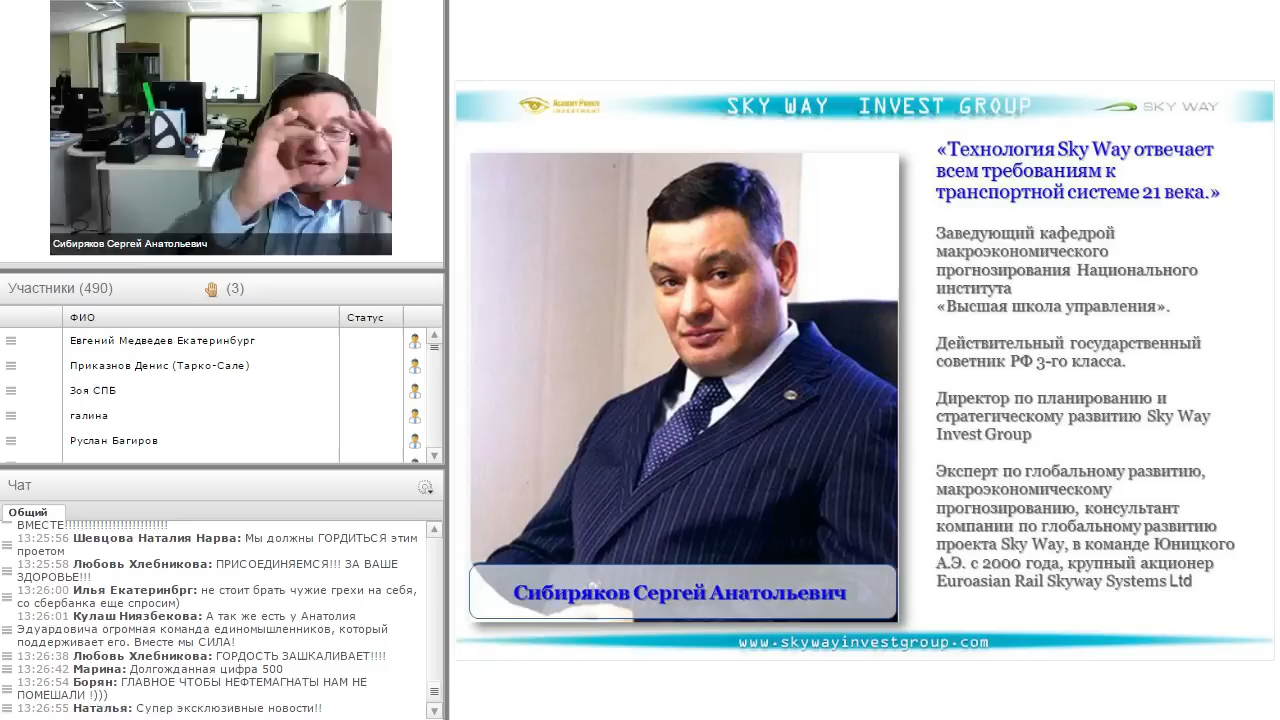 Сибиряков Сергей Анатольевич
Участники (490)
(3)
ФИО
Статус
Евгений Медведев Екатеринбург
Приказнов Денис (Тарко-Сале)
Зоя СПБ
галина
Руслан Багиров
Чат
Общий
ВМЕСТЕ!!!!!!!!!!!!!!!!!!!!!!!!!!
13:25:56 Шевцова Наталия Нарва: Мы должны ГОРДИТЬСЯ этим
проетом
13:25:58 Любовь Хлебникова: ПРИСОЕДИНЯЕМСЯ!!! ЗА ВАШЕ
ЗДОРОВЬЕ!!!
13:26:00 Илья Екатеринбрг: не стоит брать чужие грехи на себя,
со сбербанка еще спросим)
13:26:01 Кулаш Ниязбекова: А так же есть у Анатолия
Эдуардовича огромная команда единомышленников, который
поддерживает его. Вместе мы СИЛА!
13:26:38 Любовь Хлебникова: ГОРДОСТЬ ЗАШКАЛИВАЕТ!!!!
13:26:42 Марина: Долгожданная цифра 500
13:26:54 Борян: ГЛАВНОЕ ЧТОБЫ НЕФТЕМАГНАТЫ НАМ НЕ
ПОМЕШАЛИ !)))
13:26:55 Наталья: Супер эксклюзивные новости!!
ACADEMY PRIVATE
INVESTMENT
SKY WAY INVEST GROUP
SKY WAY
«Технология Sky Way отвечает
всем требованиям к
транспортной системе 21 века.»
Заведующий кафедрой
макроэкономического
прогнозирования Национального
института
«Высшая школа управления».
Действительный государственный
советник РФ 3-го класса.
Директор по планированию и
стратегическому развитию Sky Way
Invest Group
Эксперт по глобальному развитию,
макроэкономическому
прогнозированию, консультант
компании по глобальному развитию
проекта Sky Way, в команде Юницкого
А.Э. с 2000 года, крупный акционер
Euroasian Rail Skyway Systems Ltd
Сибиряков Сергей Анатольевич
www.skywayinvestgroup.com